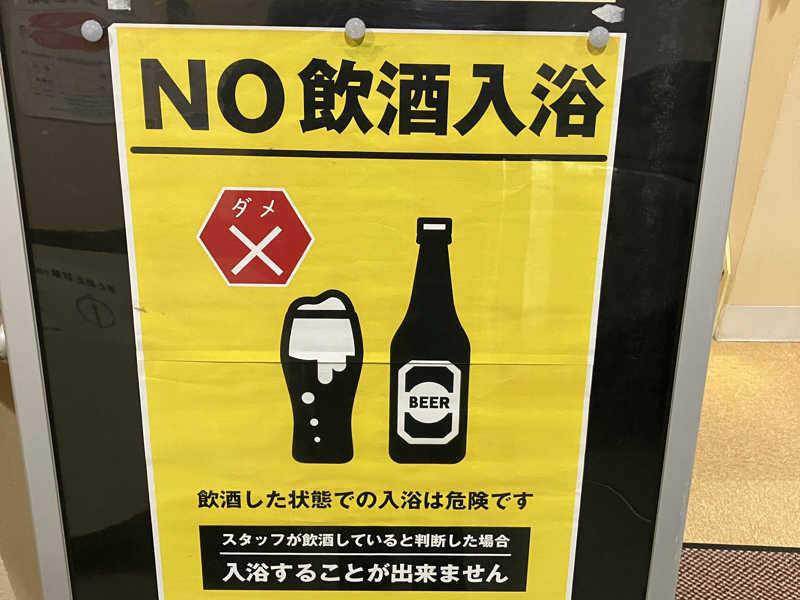 NO 飲酒入浴
ダメ
BEER
飲酒した状態での入浴は危険です
スタッフが飲酒していると判断した場合
入浴することが出来ません